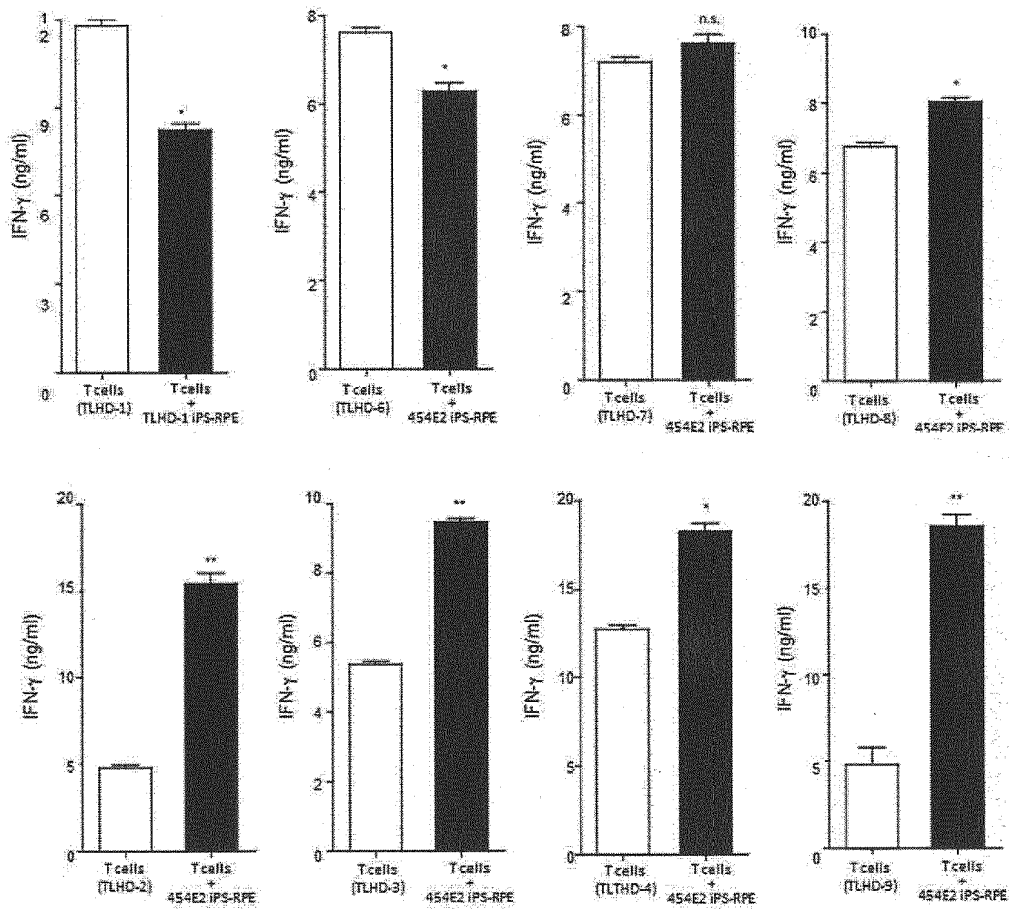 IFN-γ (ng/ml)
1
2
9
6
3
0
*
T cells
(TLHD-1)
T cells
+
TLHD-1 iPS-RPE
IFN-γ (ng/ml)
8
6
4
2
0
*
T cells
(TLHD-6)
T cells
+
454E2 iPS-RPE
IFN-γ (ng/ml)
8
6
4
2
0
n.s.
T cells
(TLHD-7)
T cells
+
454E2 iPS-RPE
IFN-γ (ng/ml)
10
8
6
4
2
0
*
T cells
(TLHD-8)
T cells
+
454E2 iPS-RPE
IFN-γ (ng/ml)
20
15
10
5
0
**
T cells
(TLHD-2)
T cells
+
454E2 iPS-RPE
IFN-γ (ng/ml)
10
8
6
4
2
0
**
T cells
(TLHD-3)
T cells
+
454E2 iPS-RPE
IFN-γ (ng/ml)
20
15
10
5
0
*
T cells
(TLTHD-4)
T cells
+
454E2 iPS-RPE
IFN-γ (ng/ml)
20
15
10
5
0
**
T cells
(TLHD-9)
T cells
+
454E2 iPS-RPE